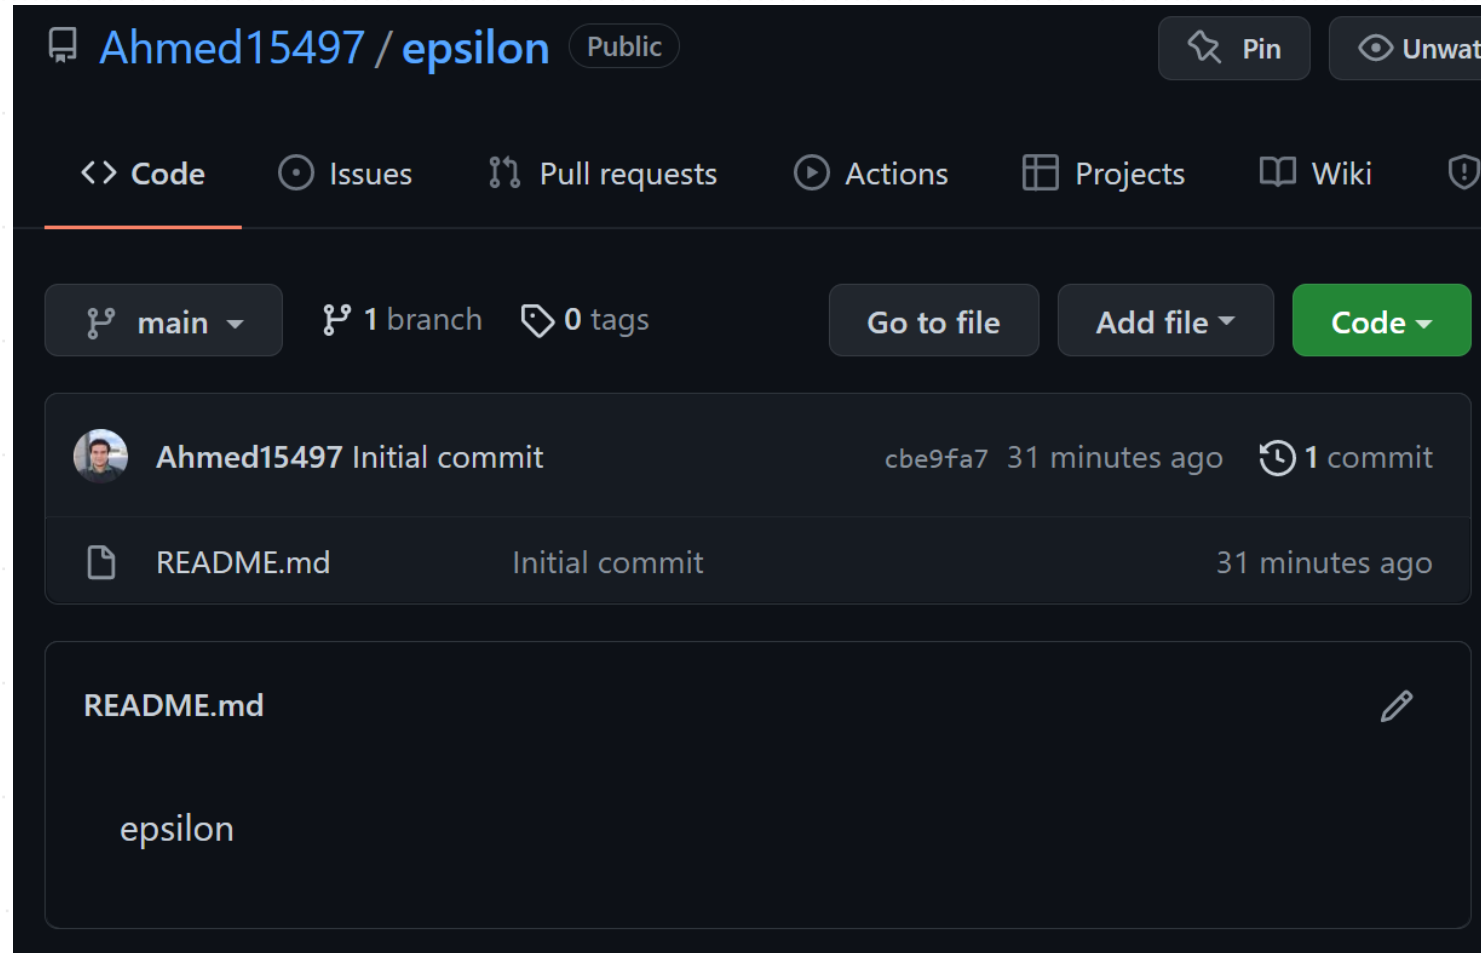 Ahmed15497 / epsilon Public Pin Unwat
Code Issues Pull requests Actions Projects Wiki
main 1 branch 0 tags Go to file Add file Code
Ahmed15497 Initial commit cbe9fa7 31 minutes ago 1 commit
README.md Initial commit 31 minutes ago
README.md
epsilon